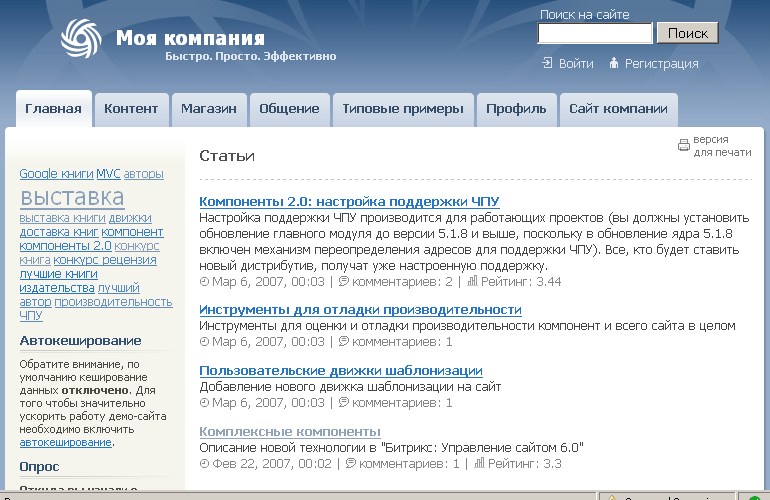 Моя компания
Быстро. Просто. Эффективно
Поиск на сайте
Поиск
Войти Регистрация
Главная Контент Магазин Общение Типовые примеры Профиль Сайт компании
версия
для печати
Google книги MVC авторы
выставка
выставка книги движки
доставка книг компонент
компоненты 2.0 конкурс
книга конкурс рецензия
лучшие книги
издательства лучший
автор производительность
ЧПУ
Автокеширование
Обратите внимание, по
умолчанию кеширование
данных отключено. Для
того чтобы значительно
ускорить работу демо-сайта
необходимо включить
автокеширование.
Опрос
Статьи
Компоненты 2.0: настройка поддержки ЧПУ
Настройка поддержки ЧПУ производится для работающих проектов (вы должны установить
обновление главного модуля до версии 5.1.8 и выше, поскольку в обновление ядра 5.1.8
включен механизм переопределения адресов для поддержки ЧПУ). Все, кто будет ставить
новый дистрибутив, получат уже настроенную поддержку.
Мар 6, 2007, 00:03 | комментариев: 2 | Рейтинг: 3.44
Инструменты для отладки производительности
Инструменты для оценки и отладки производительности компонент и всего сайта в целом
Мар 6, 2007, 00:03 | комментариев: 1
Пользовательские движки шаблонизации
Добавление нового движка шаблонизации на сайт
Мар 6, 2007, 00:03 | комментариев: 1
Комплексные компоненты
Описание новой технологии в "Битрикс: Управление сайтом 6.0"
Фев 22, 2007, 00:02 | комментариев: 1 | Рейтинг: 3.3